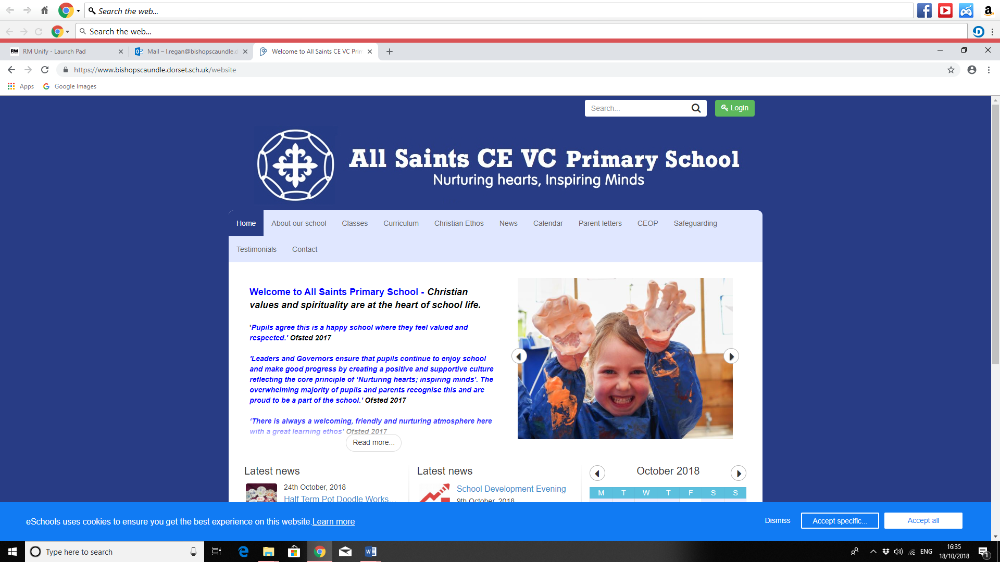 Search the web...
Search the web...
RM Unify - Launch Pad
Mail – l.regan@bishopscaundle.d
Welcome to All Saints CE VC Prim
https://www.bishopscaundle.dorset.sch.uk/website
Apps
Google Images
Search...
Login
All Saints CE VC Primary School
Nurturing hearts, Inspiring Minds
Home
About our school
Classes
Curriculum
Christian Ethos
News
Calendar
Parent letters
CEOP
Safeguarding
Testimonials
Contact
Welcome to All Saints Primary School - Christian
values and spirituality are at the heart of school life.
'Pupils agree this is a happy school where they feel valued and
respected.' Ofsted 2017
'Leaders and Governors ensure that pupils continue to enjoy school
and make good progress by creating a positive and supportive culture
reflecting the core principle of ‘Nurturing hearts; inspiring minds’. The
overwhelming majority of pupils and parents recognise this and are
proud to be a part of the school.' Ofsted 2017
‘There is always a welcoming, friendly and nurturing atmosphere here
with a great learning ethos’ Ofsted 2017
Read more...
Latest news
24th October, 2018
Half Term Pot Doodle Works...
Latest news
School Development Evening
9th October, 2018
October 2018
M T W T F S S
eSchools uses cookies to ensure you get the best experience on this website.Learn more
Dismiss
Accept specific...
Accept all
Type here to search
ENG
16:35
18/10/2018
1